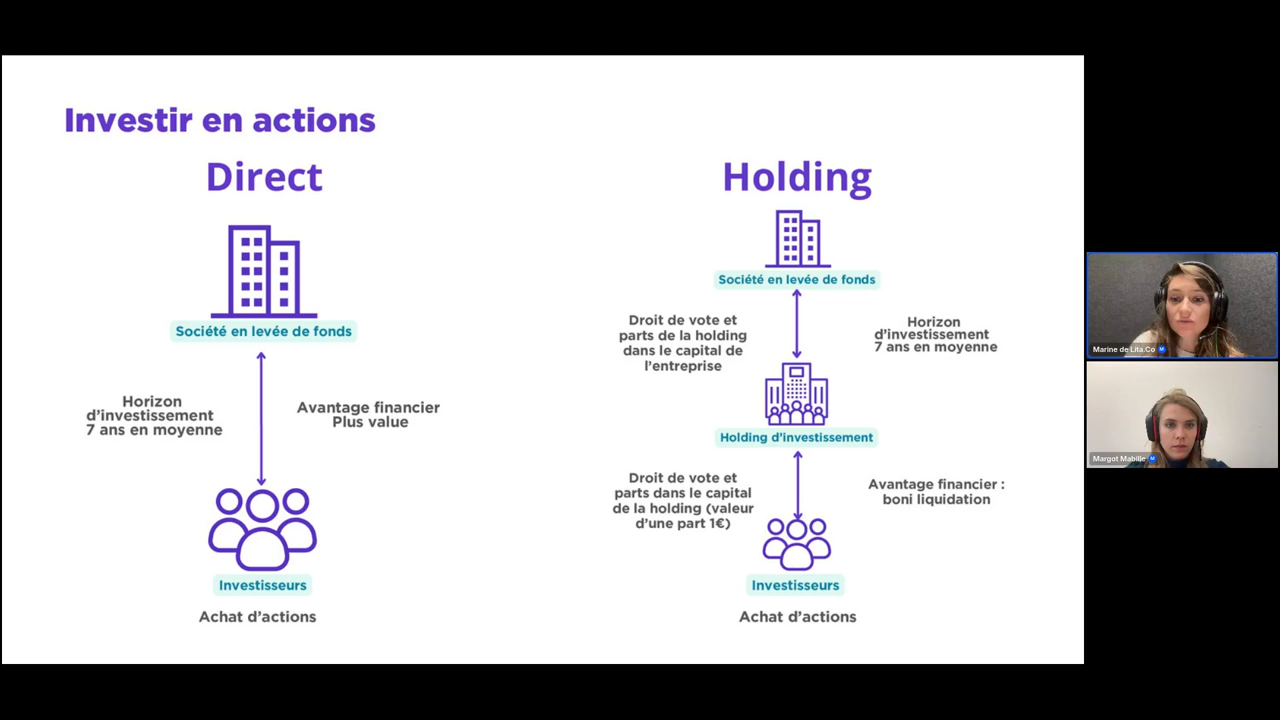 Investir en actions
Direct
Société en levée de fonds
Horizon
d'investissement
7 ans en moyenne
Avantage financier
Plus value
Investisseurs
Achat d'actions
Holding
Société en levée de fonds
Droit de vote et
parts de la holding
dans le capital de
l'entreprise
Horizon
d'investissement
7 ans en moyenne
Holding d'investissement
Droit de vote et
parts dans le capital
de la holding (valeur
d'une part 1€)
Avantage financier :
boni liquidation
Investisseurs
Achat d'actions
Marine de Lita.Co
Margot Mabille